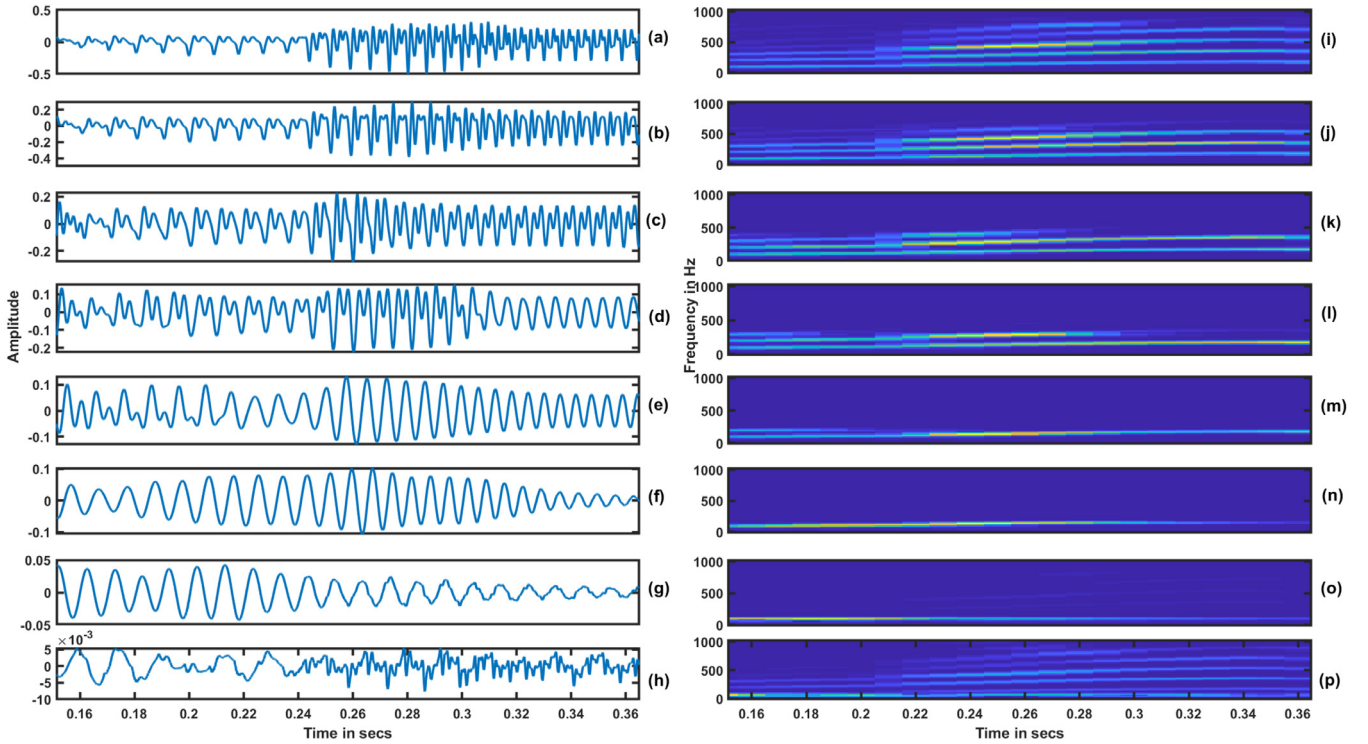 0.5
0
-0.5
(a)
0.2
0
-0.2
-0.4
(b)
0.2
0
-0.2
(c)
0.1
0
-0.1
-0.2
(d)
0.1
0
-0.1
(e)
0.1
0
-0.1
(f)
0.05
0
-0.05
(g)
×10⁻³
5
0
-5
-10
(h)
0.16 0.18 0.2 0.22 0.24 0.26 0.28 0.3 0.32 0.34 0.36
Time in secs
Amplitude
1000
500
0
(i)
1000
500
0
(j)
1000
500
0
(k)
1000
500
0
(l)
1000
500
0
(m)
1000
500
0
(n)
1000
500
0
(o)
1000
500
0
(p)
0.16 0.18 0.2 0.22 0.24 0.26 0.28 0.3 0.32 0.34 0.36
Time in secs
Frequency in Hz